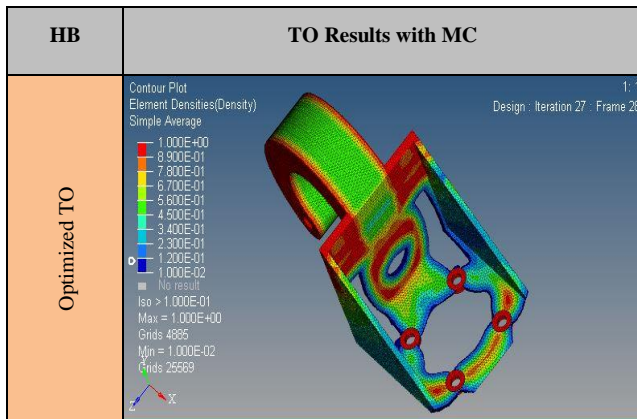 HB
TO Results with MC
Optimized TO
Contour Plot
Element Densities(Density)
Simple Average
1: 1
Design : Iteration 27 : Frame 28
1.000E+00
8.900E-01
7.800E-01
6.700E-01
5.600E-01
4.500E-01
3.400E-01
2.300E-01
1.200E-01
1.000E-02
No result
Iso > 1.000E-01
Max = 1.000E+00
Grids 4885
Min = 1.000E-02
Grids 25569
Y
Z
X